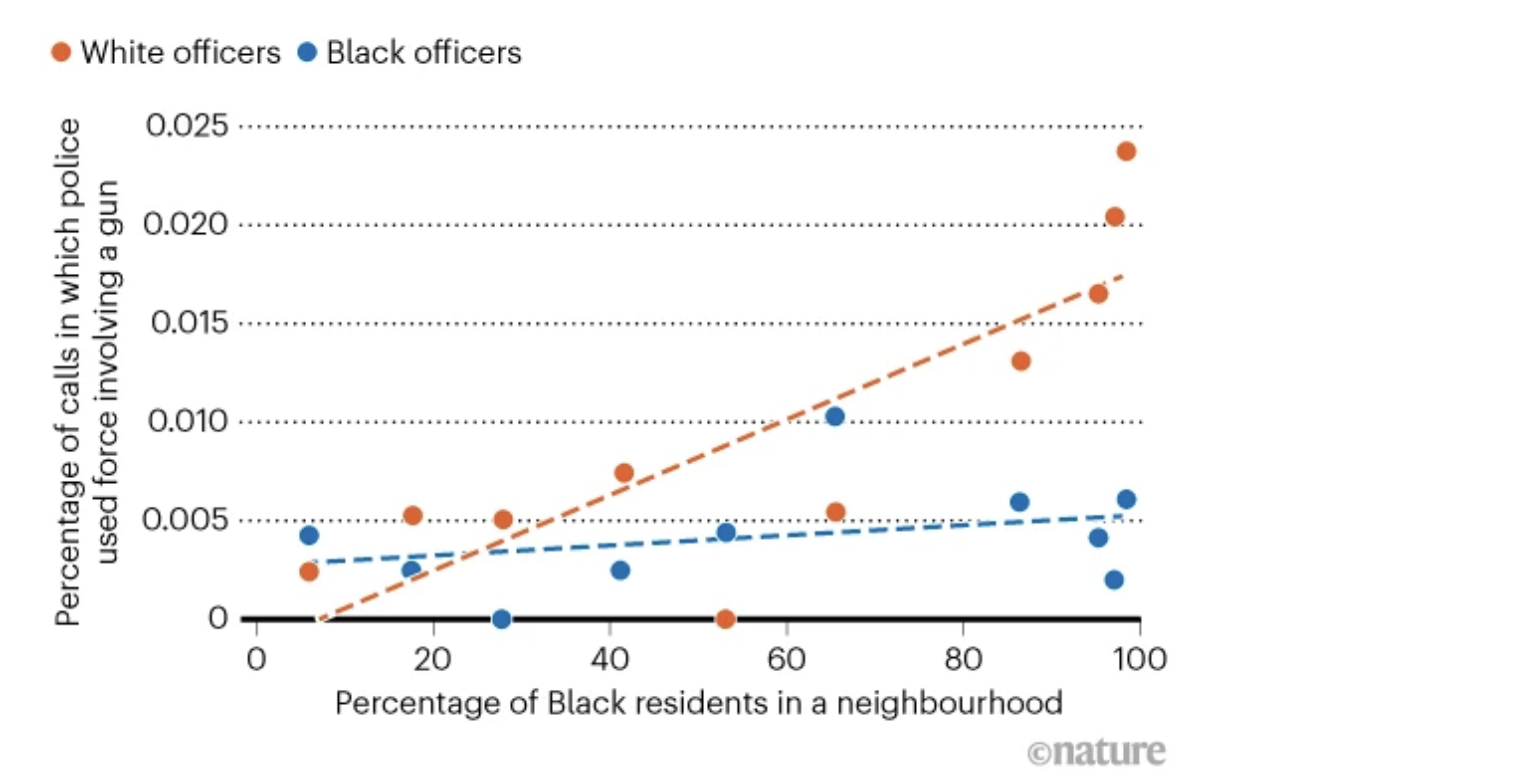 White officers Black officers
Percentage of calls in which police
used force involving a gun
0.025
0.020
0.015
0.010
0.005
0
0 20 40 60 80 100
Percentage of Black residents in a neighbourhood
©nature